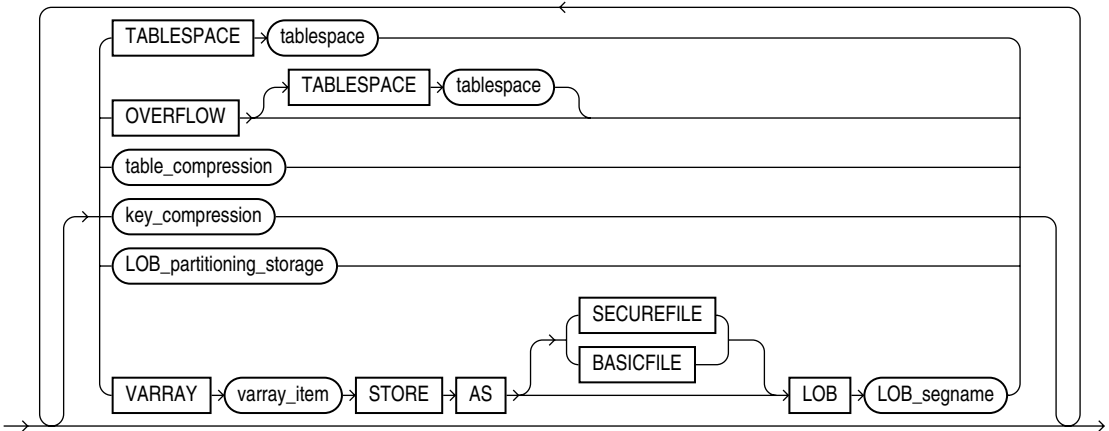 TABLESPACE tablespace
TABLESPACE tablespace
OVERFLOW
table_compression
key_compression
LOB_partitioning_storage
SECUREFILE
BASICFILE
VARRAY varray_item STORE AS LOB LOB_segname